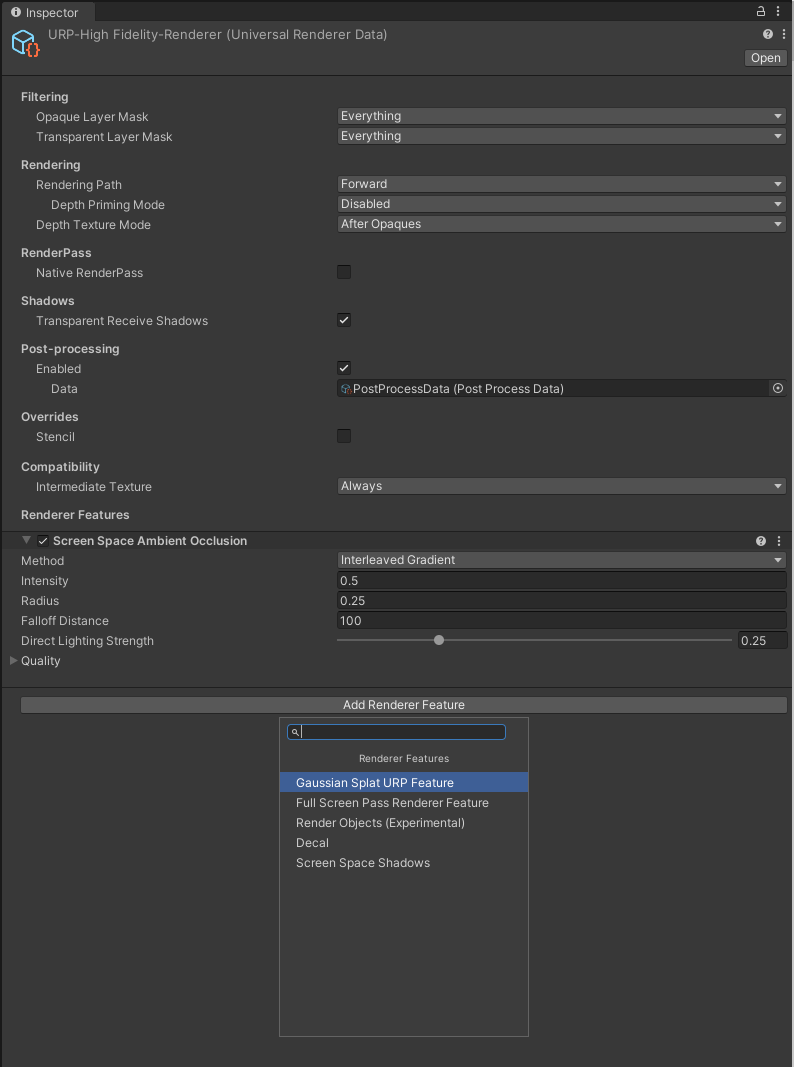 Inspector
URP-High Fidelity-Renderer (Universal Renderer Data)
Open
Filtering
Opaque Layer Mask Everything
Transparent Layer Mask Everything
Rendering
Rendering Path Forward
Depth Priming Mode Disabled
Depth Texture Mode After Opaques
RenderPass
Native RenderPass
Shadows
Transparent Receive Shadows
Post-processing
Enabled
Data PostProcessData (Post Process Data)
Overrides
Stencil
Compatibility
Intermediate Texture Always
Renderer Features
Screen Space Ambient Occlusion
Method Interleaved Gradient
Intensity 0.5
Radius 0.25
Falloff Distance 100
Direct Lighting Strength 0.25
Quality
Add Renderer Feature
Renderer Features
Gaussian Splat URP Feature
Full Screen Pass Renderer Feature
Render Objects (Experimental)
Decal
Screen Space Shadows